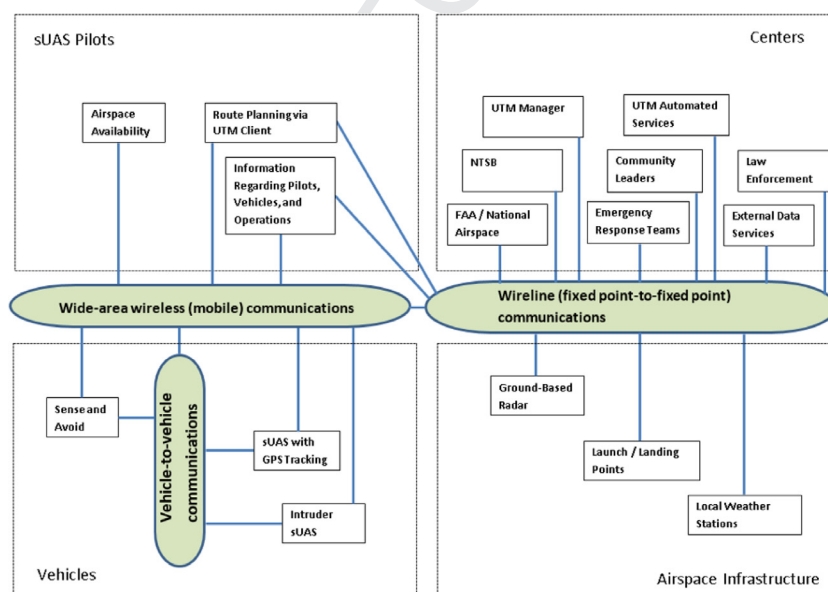 sUAS Pilots
Airspace
Availability
Route Planning via
UTM Client
Information
Regarding Pilots,
Vehicles, and
Operations
Centers
UTM Manager
UTM Automated
Services
NTSB
Community
Leaders
Law
Enforcement
FAA / National
Airspace
Emergency
Response Teams
External Data
Services
Wide-area wireless (mobile) communications
Wireline (fixed point-to-fixed point)
communications
Sense and
Avoid
Vehicle-to-vehicle
communications
sUAS with
GPS Tracking
Intruder
sUAS
Vehicles
Ground-Based
Radar
Launch / Landing
Points
Local Weather
Stations
Airspace Infrastructure